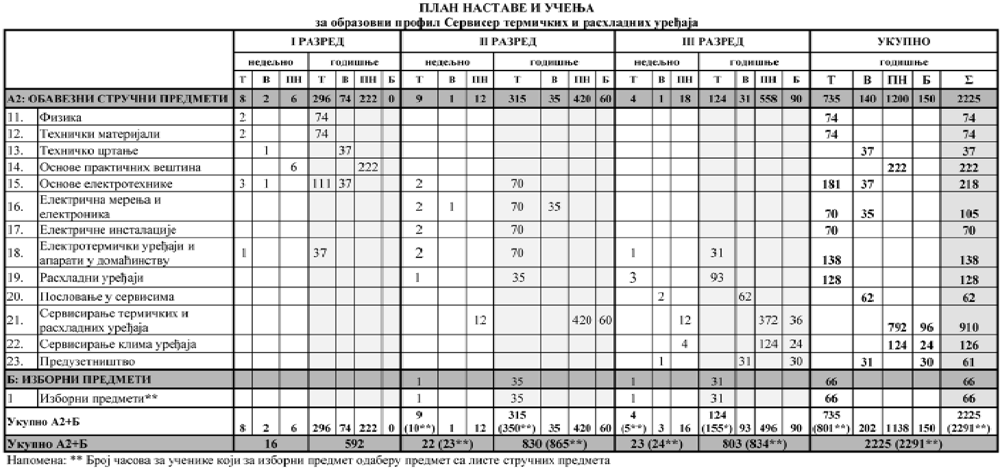 ПЛАН НАСТАВЕ И УЧЕЊА
за образовни профил Сервисер термичких и расхладних уређаја
I РАЗРЕД II РАЗРЕД III РАЗРЕД УКУПНО
недељно годишње недељно годишње недељно годишње годишње
Т В ПН Т В ПН Б Т В ПН Т В ПН Б Т В ПН Т В ПН Б Т В ПН Б Σ
А2: ОБАВЕЗНИ СТРУЧНИ ПРЕДМЕТИ 8 2 6 296 74 222 0 9 1 12 315 35 420 60 4 1 18 124 31 558 90 735 140 1200 150 2225
11. Физика 2 74 74 74
12. Технички материјали 2 74 74 74
13. Техничко цртање 1 37 37 37
14. Основе практичних вештина 6 222 222 222
15. Основе електротехнике 3 1 111 37 2 70 181 37 218
16. Електрична мерења и електроника 2 1 70 35 70 35 105
17. Електричне инсталације 2 70 70 70
18. Електротермички уређаји и апарати у домаћинству 1 37 2 70 1 31 138 138
19. Расхладни уређаји 1 35 3 93 128 128
20. Пословање у сервисима 2 62 62 62
21. Сервисирање термичких и расхладних уређаја 12 420 60 12 372 36 792 96 910
22. Сервисирање клима уређаја 4 124 24 124 24 126
23. Предузетништво 1 31 30 31 30 61
Б: ИЗБОРНИ ПРЕДМЕТИ 1 35 1 31 66 66
1 Изборни предмети** 1 35 1 31 66 66
Укупно А2+Б 8 2 6 296 74 222 0 9 (10**) 1 12 315 (350**) 35 420 60 4 (5**) 3 16 124 (155*) 93 496 90 735 (801**) 202 1138 150 2225 (2291**)
Укупно А2+Б 16 592 22 (23**) 830 (865**) 23 (24**) 803 (834**) 2225 (2291**)
Напомена: ** Број часова за ученике који за изборни предмет одаберу предмет са листе стручних предмета